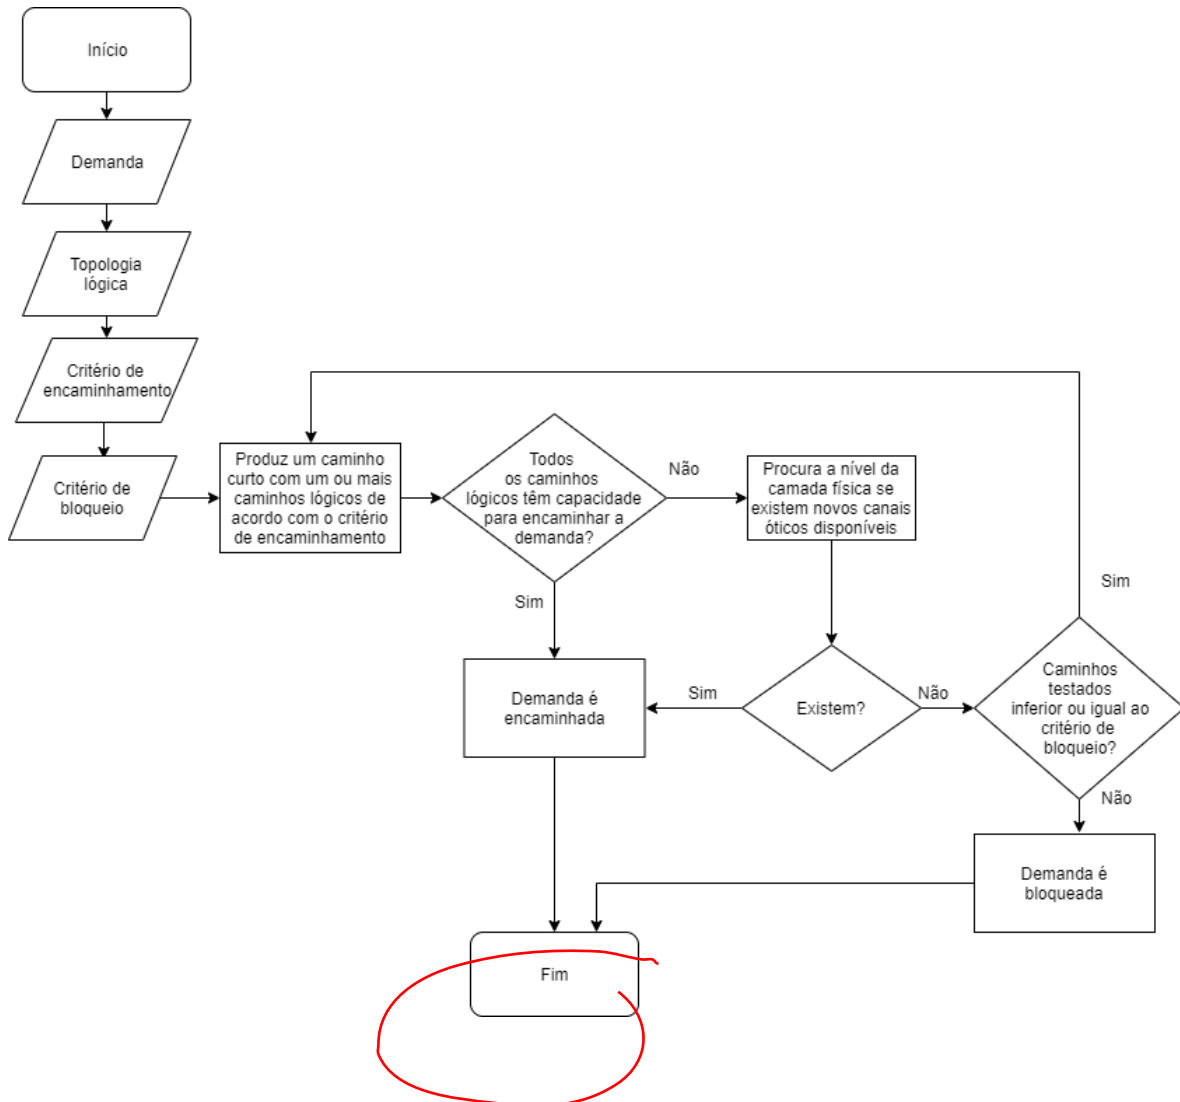 Início
Demanda
Topologia
lógica
Critério de
encaminhamento
Critério de
bloqueio
Produz um caminho
curto com um ou mais
caminhos lógicos de
acordo com o critério
de encaminhamento
Todos
os caminhos
lógicos têm capacidade
para encaminhar a
demanda?
Não
Procura a nível da
camada física se
existem novos canais
óticos disponíveis
Sim
Sim
Demanda é
encaminhada
Sim
Existem?
Não
Caminhos
testados
inferior ou igual ao
critério de
bloqueio?
Não
Demanda é
bloqueada
Fim